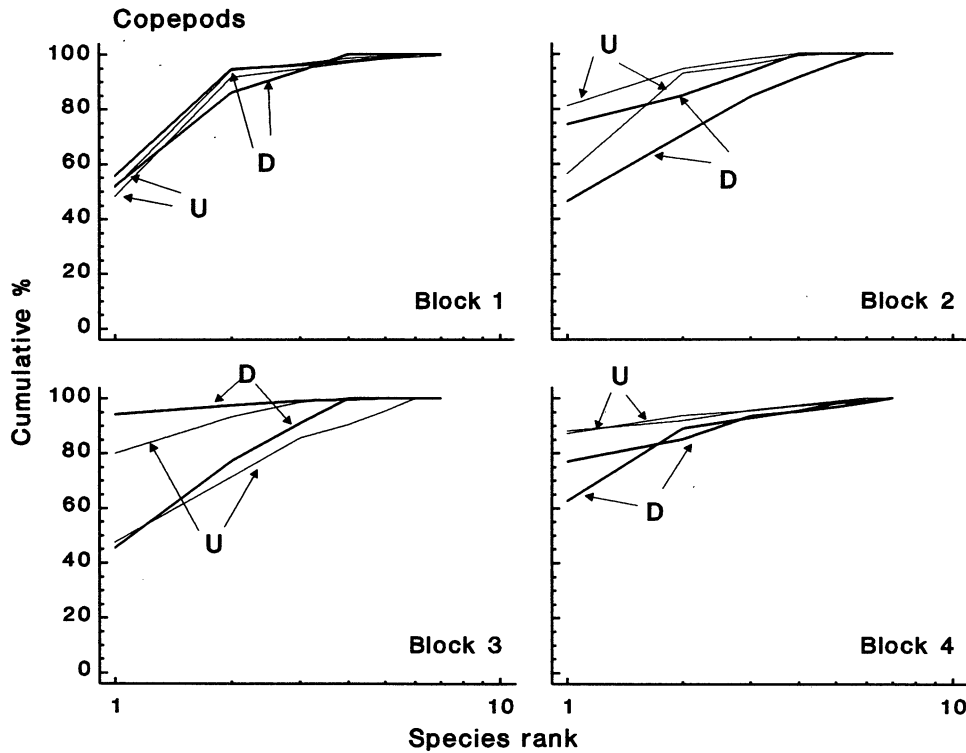 Copepods
100
80
60
40
20
0
D
U
Block 1
U
D
Block 2
Cumulative %
100
80
60
40
20
0
D
U
Block 3
1
10
U
D
Block 4
1
10
Species rank